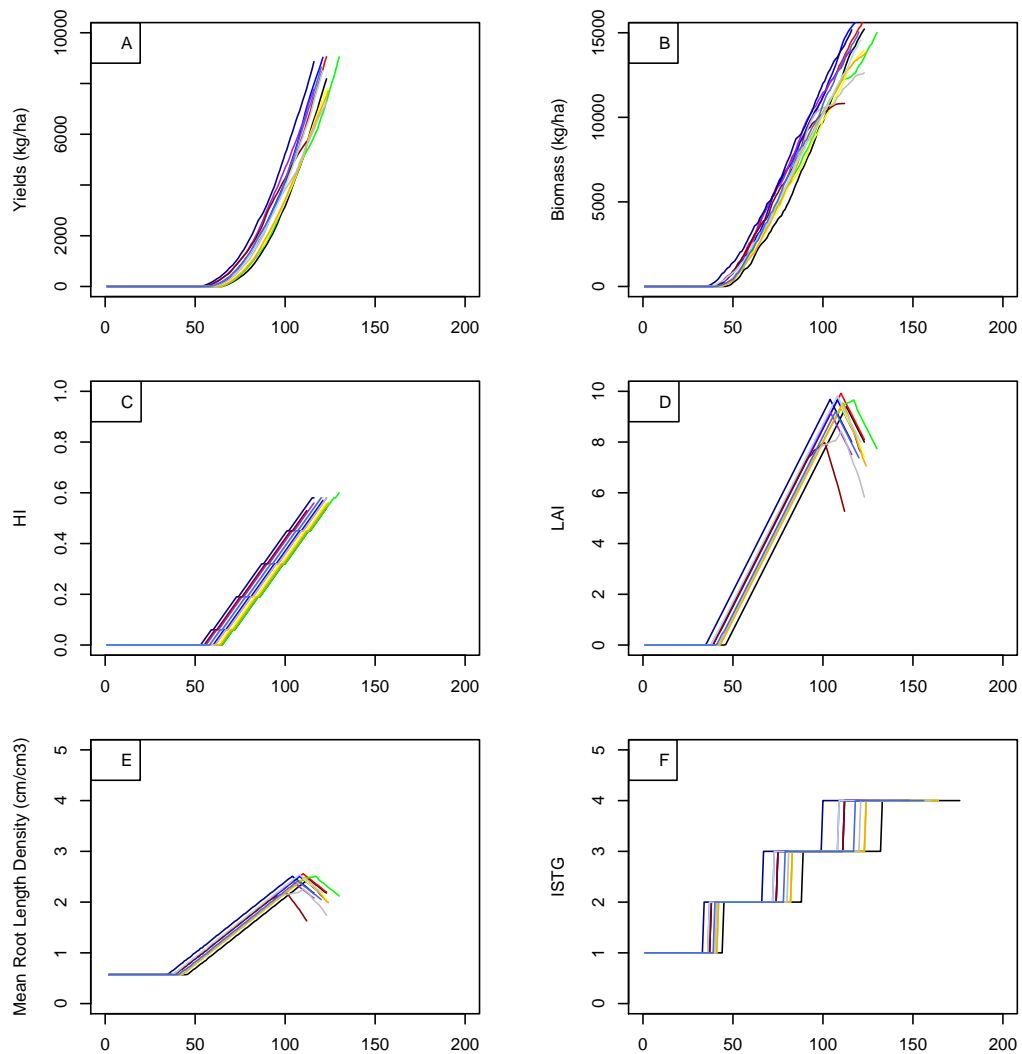 A
Yields (kg/ha)
0 2000 6000 10000
0 50 100 150 200
B
Biomass (kg/ha)
0 5000 10000 15000
0 50 100 150 200
C
HI
0.0 0.2 0.4 0.6 0.8 1.0
0 50 100 150 200
D
LAI
0 2 4 6 8 10
0 50 100 150 200
E
Mean Root Length Density (cm/cm3)
0 1 2 3 4 5
0 50 100 150 200
F
ISTG
0 1 2 3 4 5
0 50 100 150 200